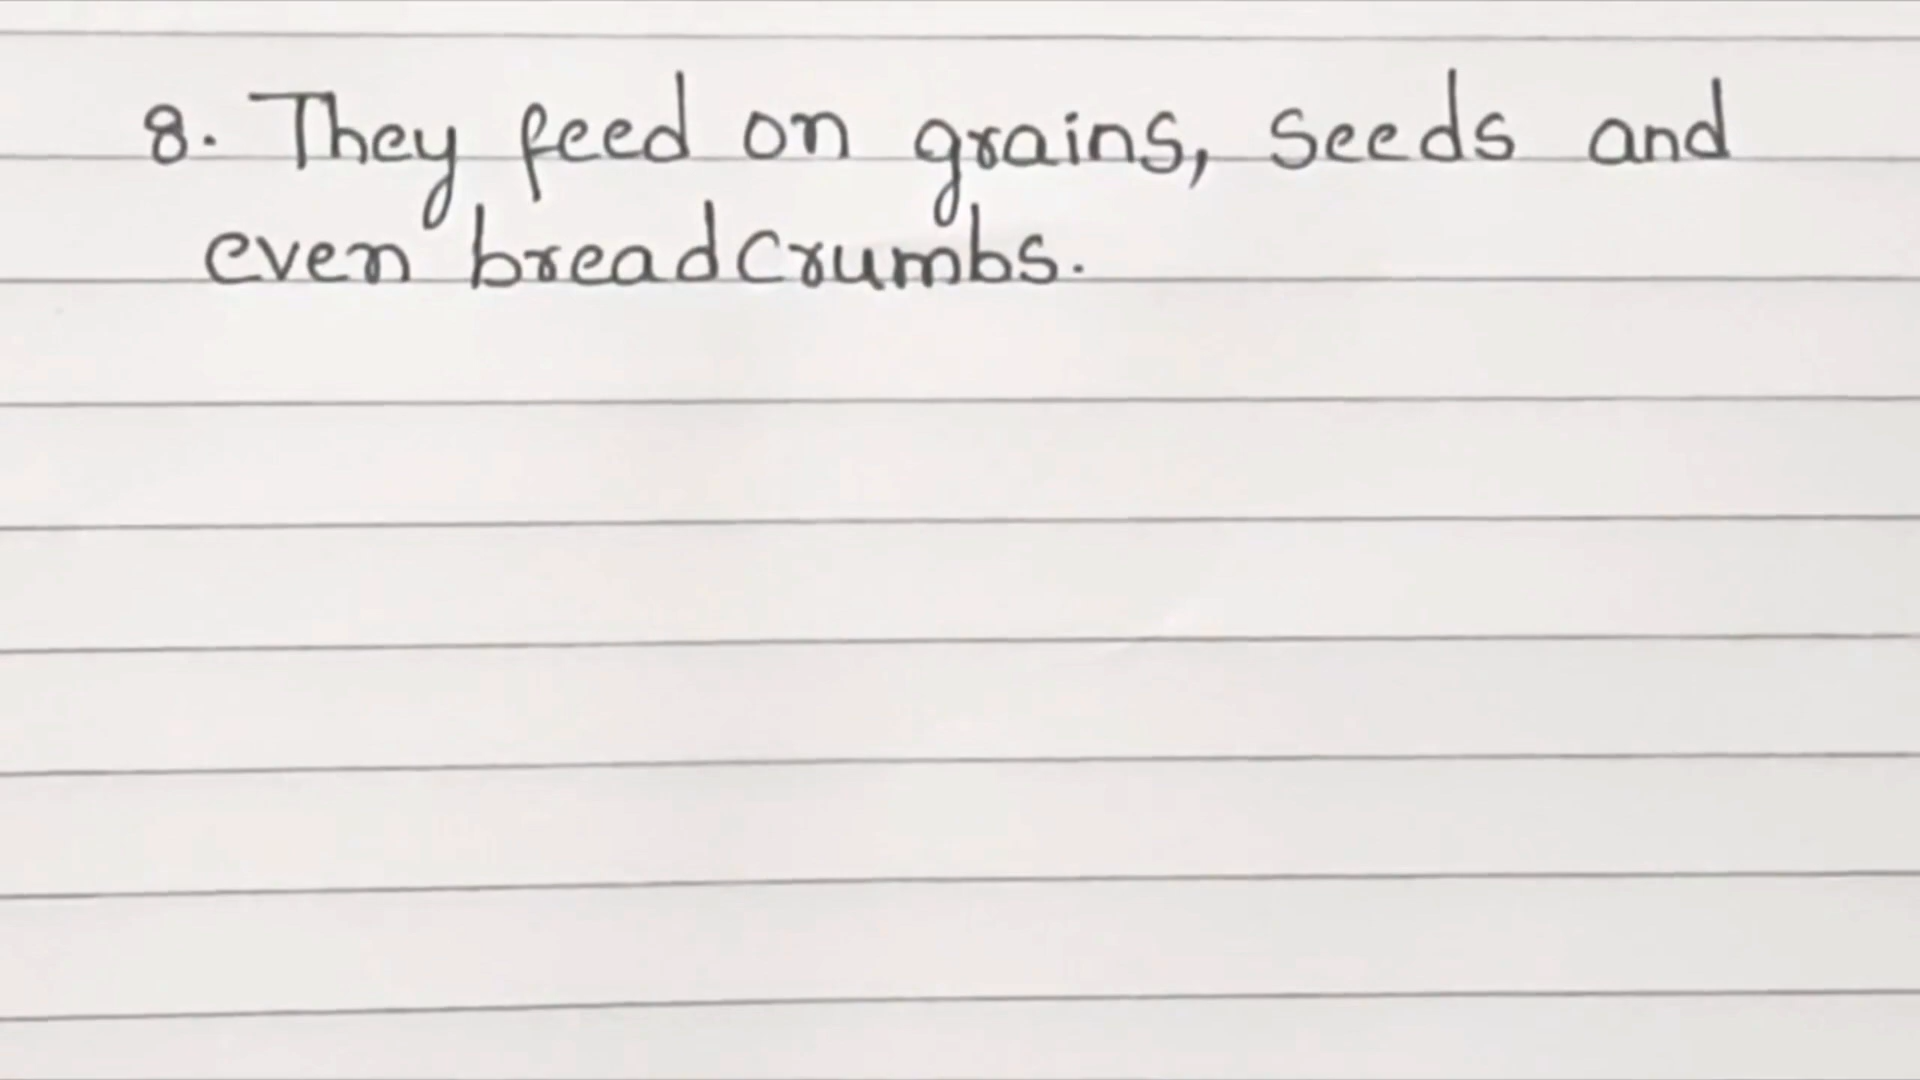 8. They feed on grains, seeds and
even breadcrumbs.